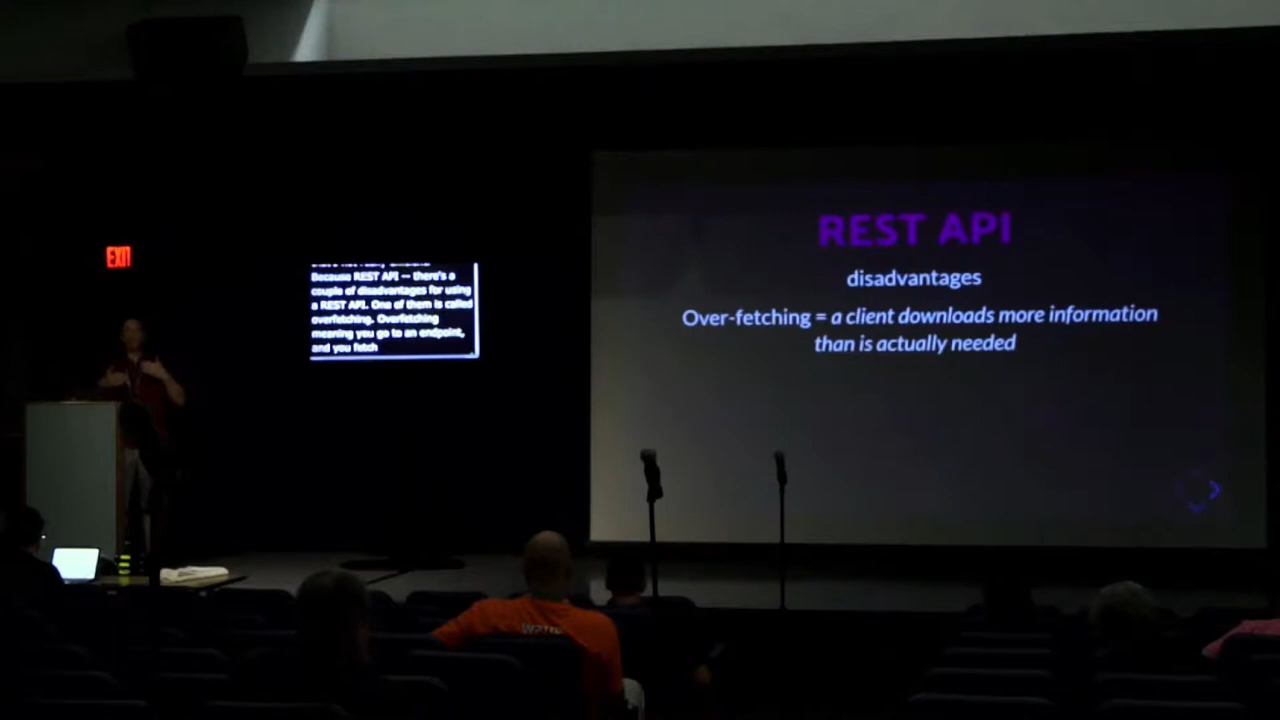 EXIT
Because REST API — there's a
couple of disadvantages for using
a REST API. One of them is called
overfetching. Overfetching
meaning you go to an endpoint,
and you fetch
REST API
disadvantages
Over-fetching = a client downloads more information
than is actually needed